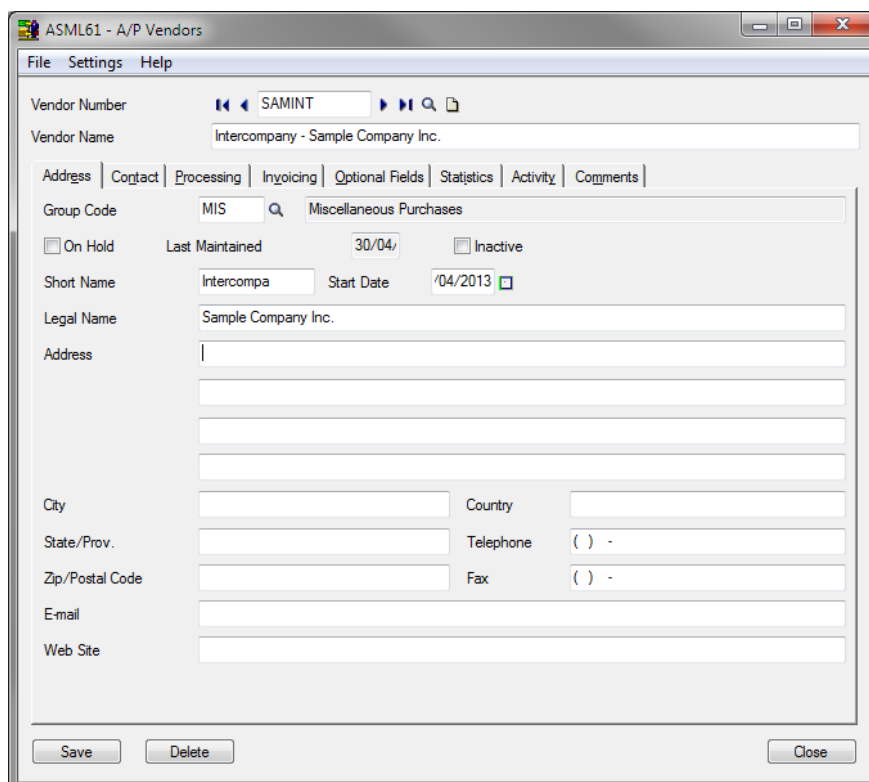 ASML61 - A/P Vendors
File Settings Help
Vendor Number SAMINT
Vendor Name Intercompany - Sample Company Inc.
Address Contact Processing Invoicing Optional Fields Statistics Activity Comments
Group Code MIS Miscellaneous Purchases
On Hold Last Maintained 30/04/ Inactive
Short Name Intercompa Start Date /04/2013
Legal Name Sample Company Inc.
Address
City Country
State/Prov. Telephone ( ) -
Zip/Postal Code Fax ( ) -
E-mail
Web Site
Save Delete Close